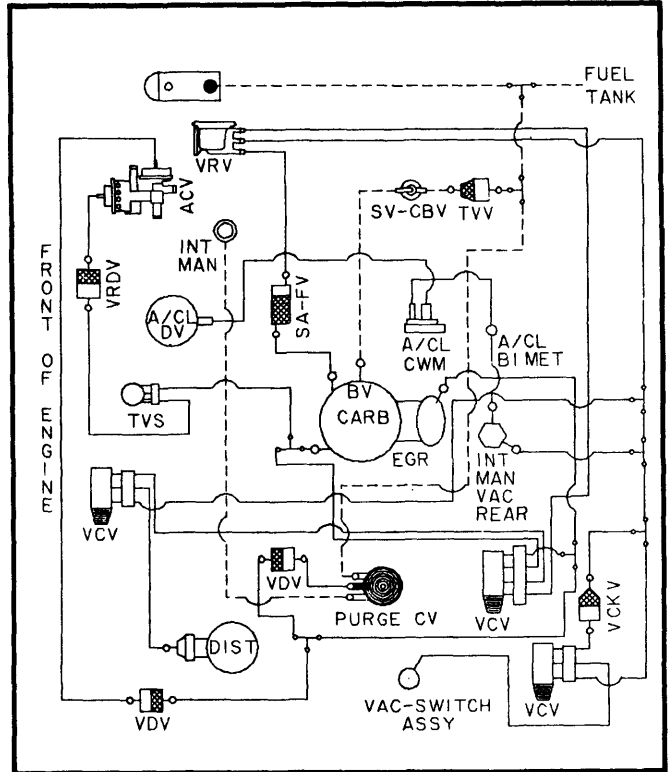 FUEL
TANK
VRV
ACV
SV-CBV TVV
INT
MAN
FRONT OF ENGINE
VRDV
SA-FV
A/CL
DV
A/CL
CWM
A/CL
BI MET
BV
CARB
TVS
EGR
INT
MAN
VAC
REAR
VCV
VDV
PURGE CV
VCV
VCKV
DIST
VDV
VAC-SWITCH
ASSY
VCV